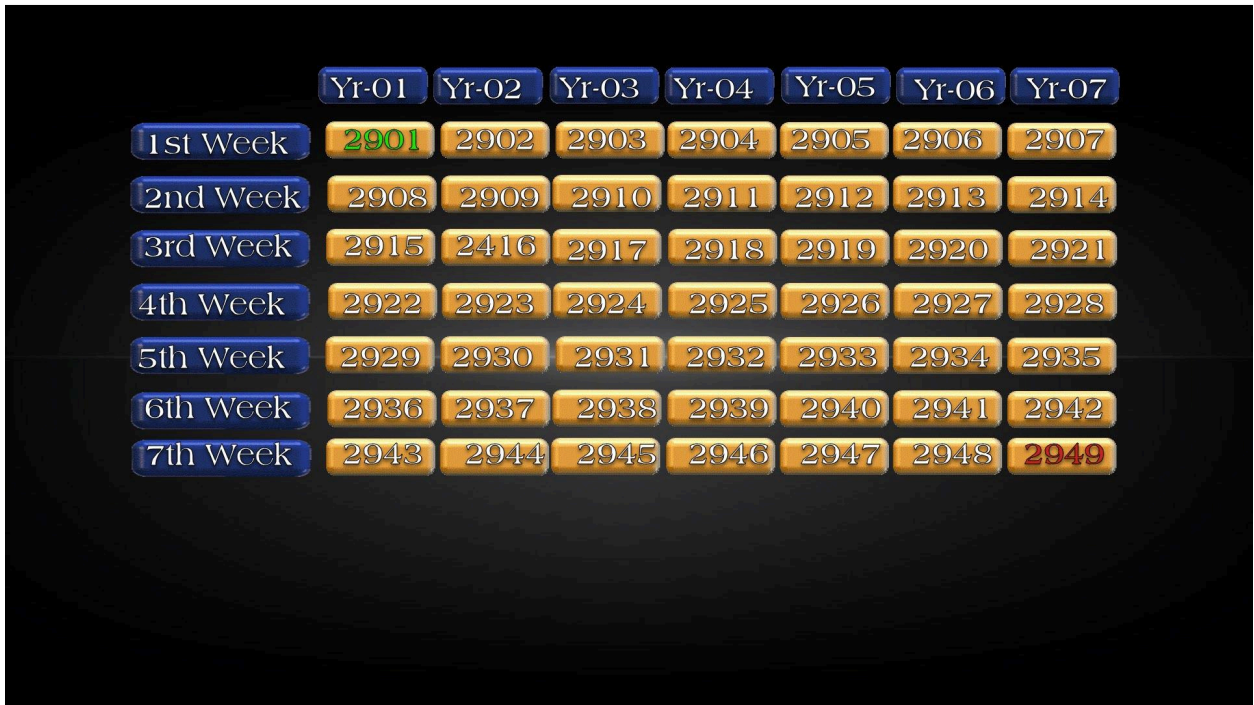 Yr-01 Yr-02 Yr-03 Yr-04 Yr-05 Yr-06 Yr-07
1st Week 2901 2902 2903 2904 2905 2906 2907
2nd Week 2908 2909 2910 2911 2912 2913 2914
3rd Week 2915 2416 2917 2918 2919 2920 2921
4th Week 2922 2923 2924 2925 2926 2927 2928
5th Week 2929 2930 2931 2932 2933 2934 2935
6th Week 2936 2937 2938 2939 2940 2941 2942
7th Week 2943 2944 2945 2946 2947 2948 2949